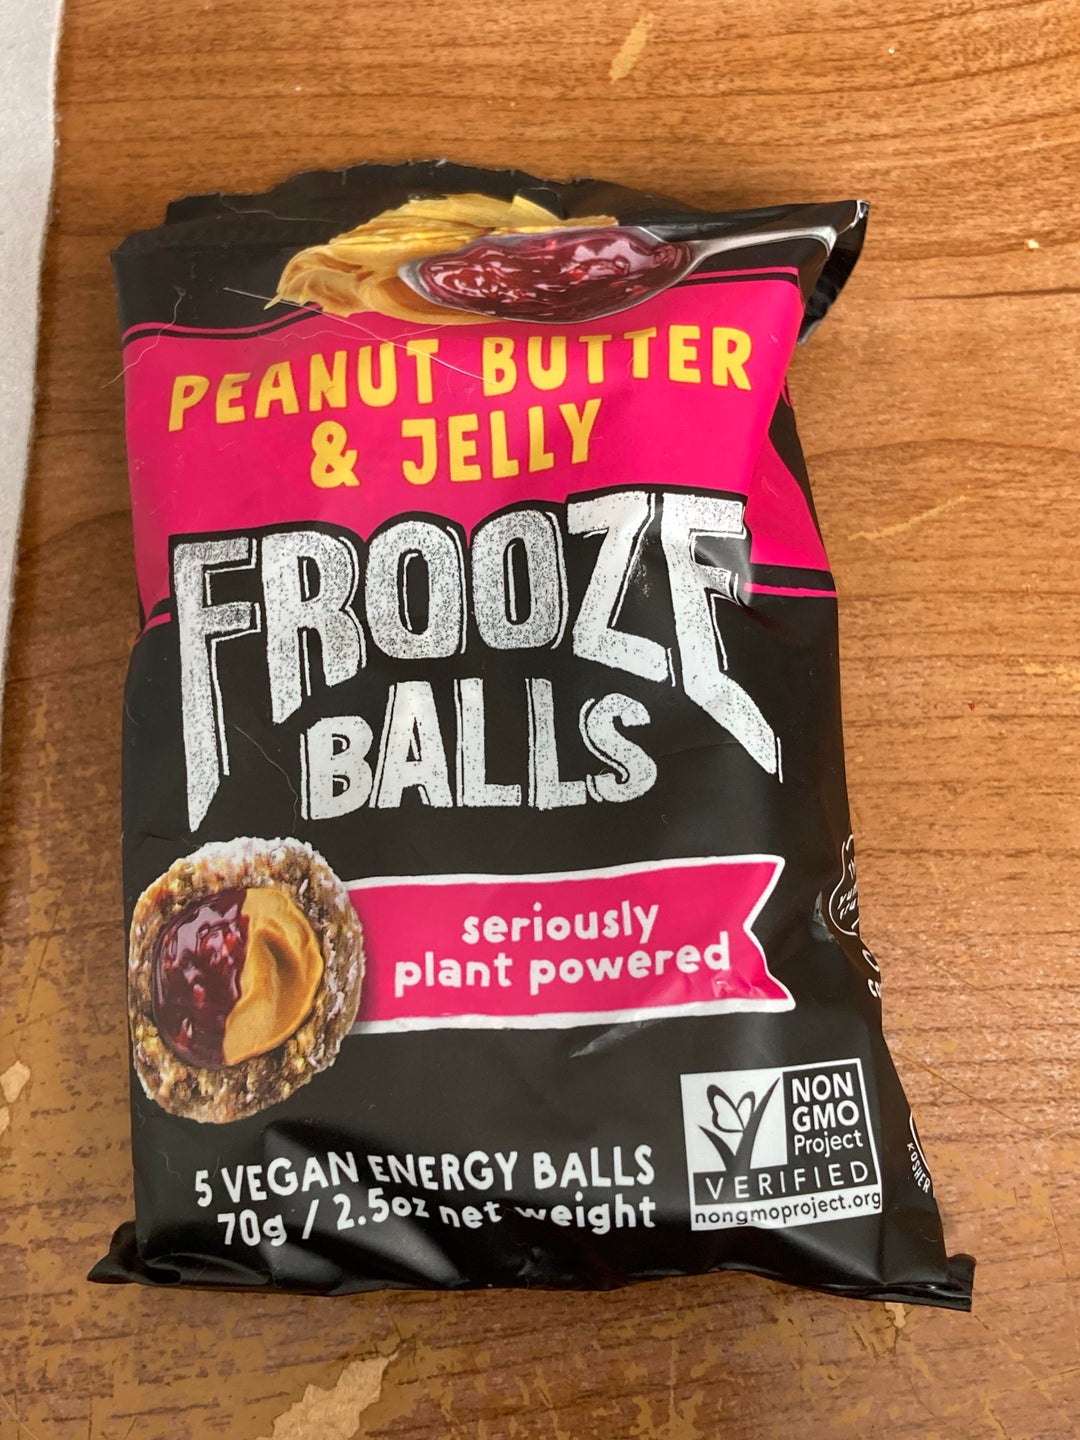 PEANUT BUTTER
& JELLY
FROOZE
BALLS
seriously
plant powered
NON
GMO
Project
VERIFIED
nongmoproject.org
KOSHER
5 VEGAN ENERGY BALLS
70g / 2.5oz net weight